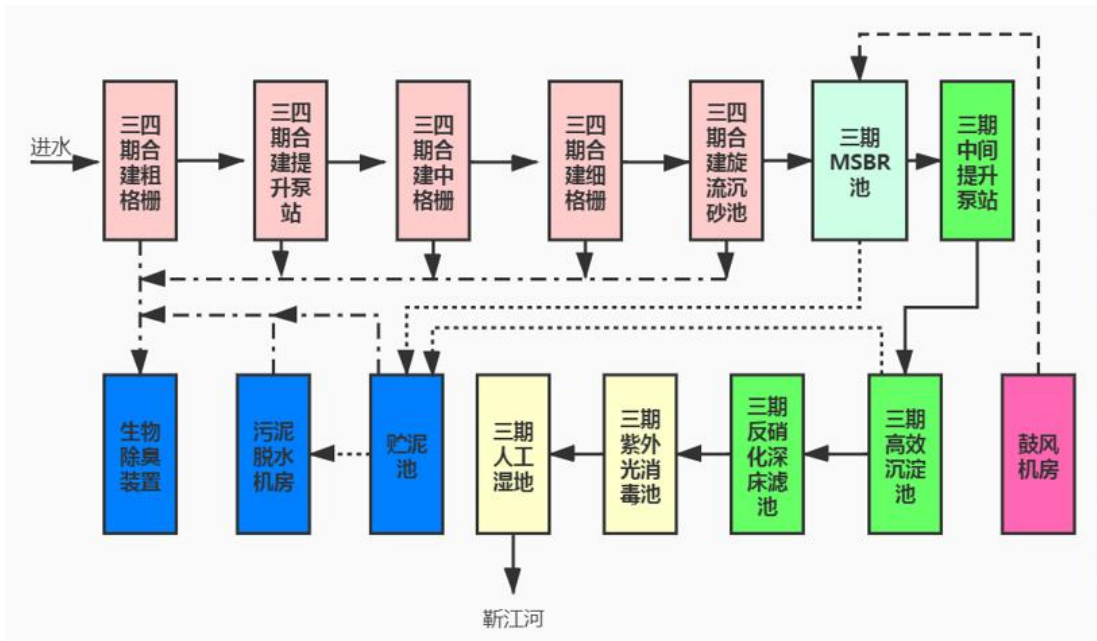 进水
三四
期合
建粗
格栅
三四
期合
建提
升泵
站
三四
期合
建中
格栅
三四
期合
建细
格栅
三四
期合
建旋
流沉
砂池
三期
MSBR
池
三期
中间
提升
泵站
生物
除臭
装置
污泥
脱水
机房
贮泥
池
三期
人工
湿地
三期
紫外
光消
毒池
三期
反硝
化深
床滤
池
三期
高效
沉淀
池
鼓风
机房
靳江河